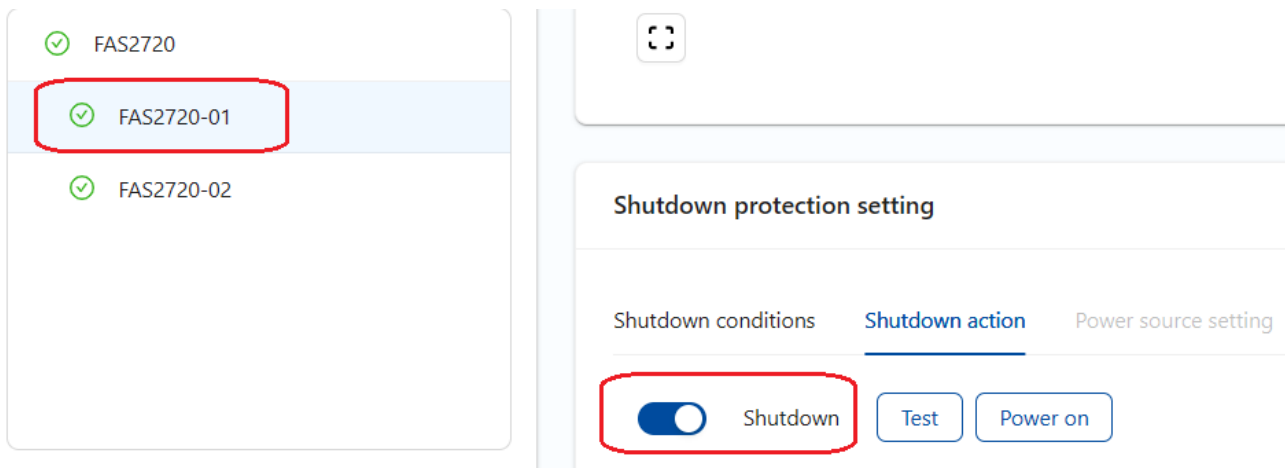 FAS2720
FAS2720-01
FAS2720-02
Shutdown protection setting
Shutdown conditions Shutdown action Power source setting
Shutdown Test Power on